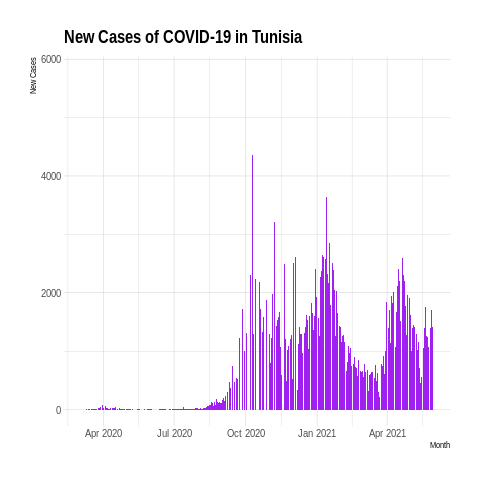 New Cases of COVID-19 in Tunisia
New Cases
6000
4000
2000
0
Apr 2020
Jul 2020
Oct 2020
Jan 2021
Apr 2021
Month